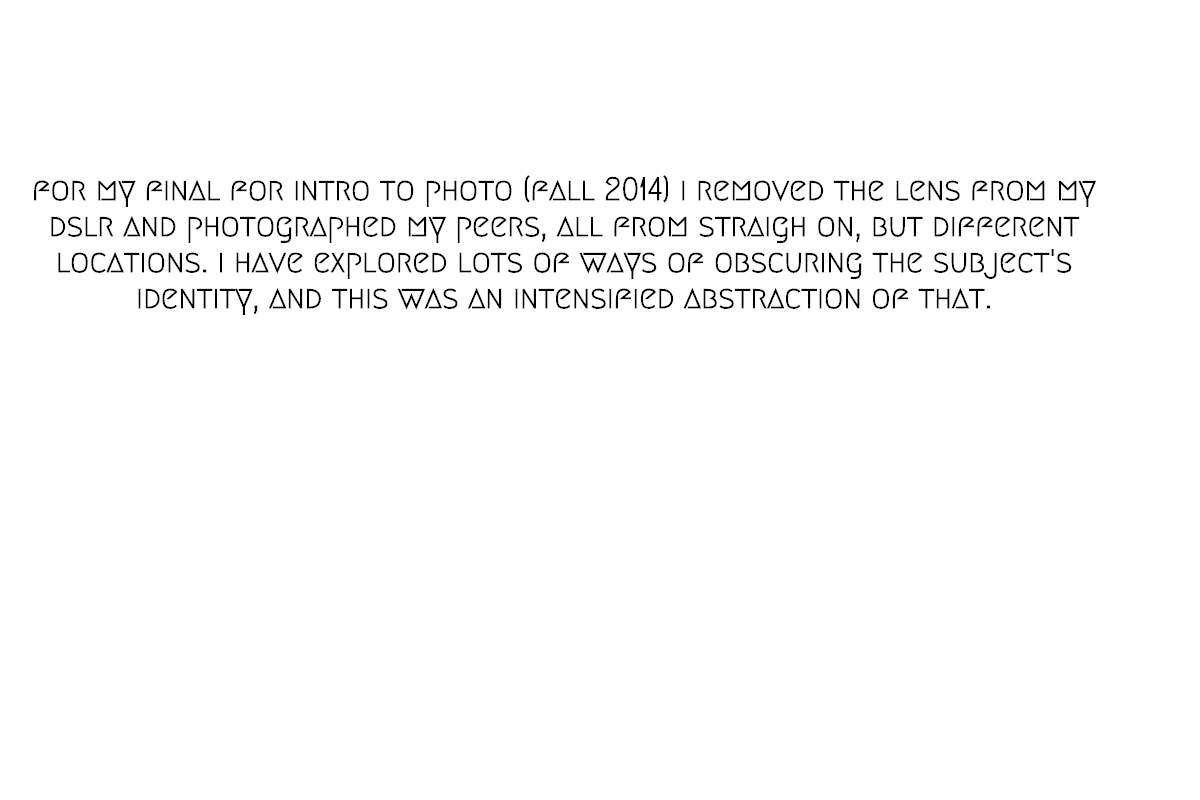 FOR MY FINAL FOR INTRO TO PHOTO (FALL 2014) I REMOVED THE LENS FROM MY
DSLR AND PHOTOGRAPHED MY PEERS, ALL FROM STRAIGH ON, BUT DIFFERENT
LOCATIONS. I HAVE EXPLORED LOTS OF WAYS OF OBSCURING THE SUBJECT'S
IDENTITY, AND THIS WAS AN INTENSIFIED ABSTRACTION OF THAT.